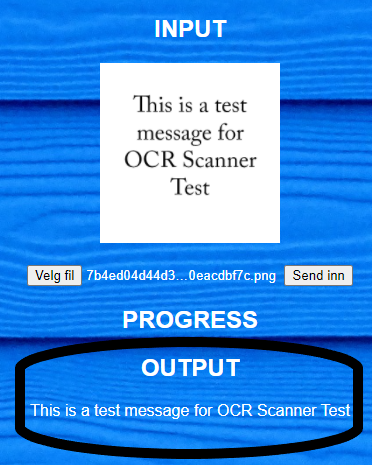 INPUT
This is a test
message for
OCR Scanner
Test
Velg fil 7b4ed04d44d3...0eacdbf7c.png Send inn
PROGRESS
OUTPUT
This is a test message for OCR Scanner Test